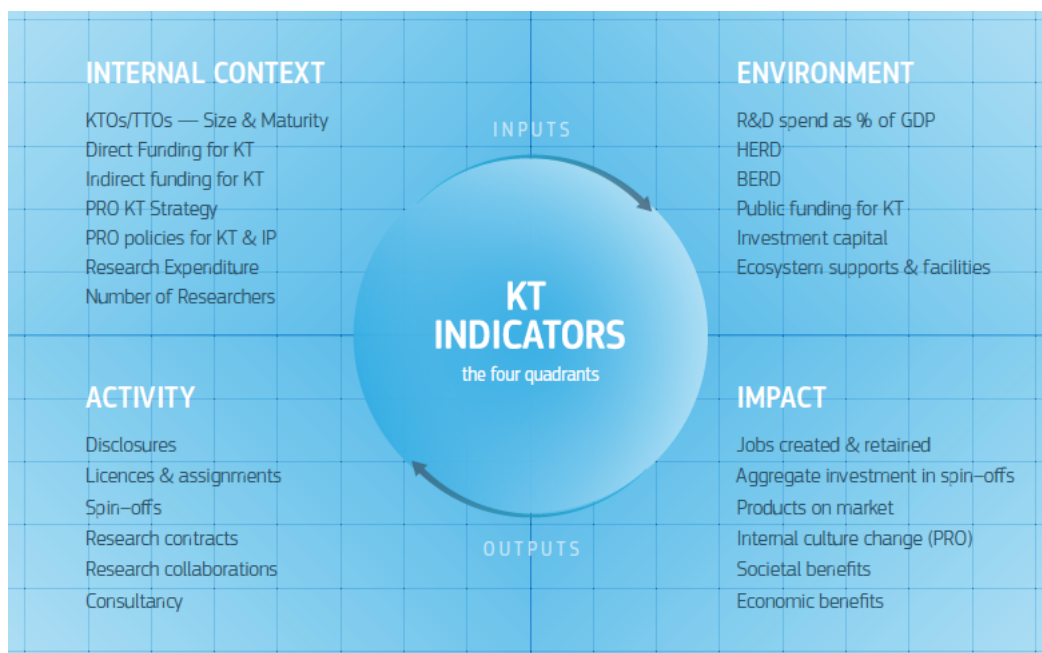 INTERNAL CONTEXT
KTOs/TTOs — Size & Maturity
Direct Funding for KT
Indirect funding for KT
PRO KT Strategy
PRO policies for KT & IP
Research Expenditure
Number of Researchers
INPUTS
ENVIRONMENT
R&D spend as % of GDP
HERD
BERD
Public funding for KT
Investment capital
Ecosystem supports & facilities
KT
INDICATORS
the four quadrants
ACTIVITY
Disclosures
Licences & assignments
Spin–offs
Research contracts
Research collaborations
Consultancy
OUTPUTS
IMPACT
Jobs created & retained
Aggregate investment in spin–offs
Products on market
Internal culture change (PRO)
Societal benefits
Economic benefits